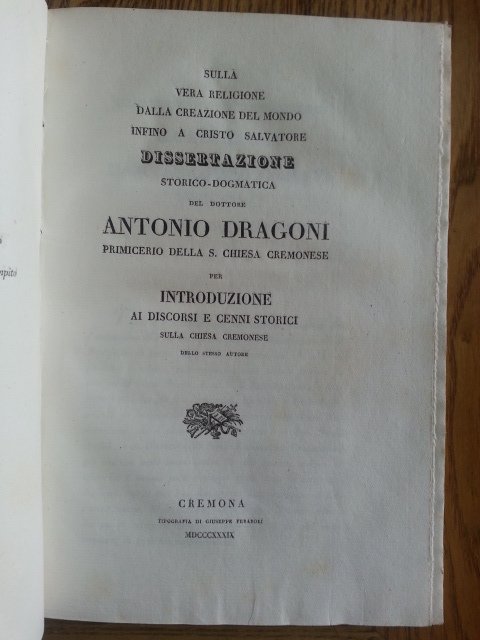 SULLA
VERA RELIGIONE
DALLA CREAZIONE DEL MONDO
INFINO A CRISTO SALVATORE
DISSERTAZIONE
STORICO-DOGMATICA
DEL DOTTORE
ANTONIO DRAGONI
PRIMICERIO DELLA S. CHIESA CREMONESE
PER
INTRODUZIONE
AI DISCORSI E CENNI STORICI
SULLA CHIESA CREMONESE
DELLO STESSO AUTORE
CREMONA
TIPOGRAFIA DI GIUSEPPE FERABOLI
MDCCCXXXIX